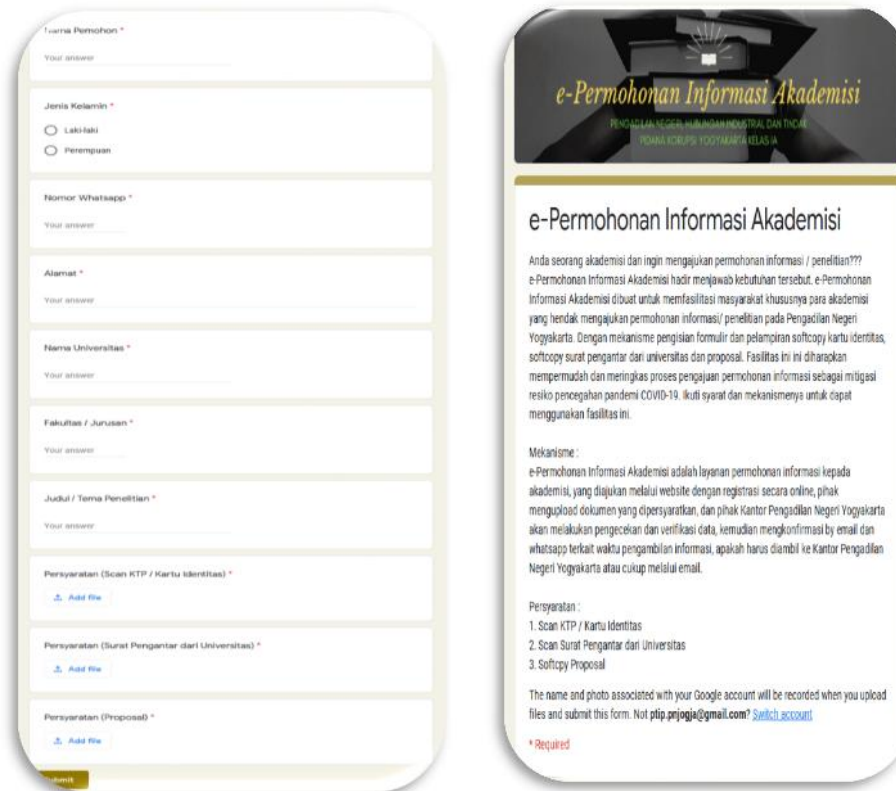 Nama Pemohon *
Your answer
Jenis Kelamin *
Laki-laki
Perempuan
Nomor Whatsapp *
Your answer
Alamat *
Your answer
Nama Universitas *
Your answer
Fakultas / Jurusan *
Your answer
Judul / Tema Penelitian *
Your answer
Persyaratan (Scan KTP / Kartu Identitas) *
Add file
Persyaratan (Surat Pengantar dari Universitas) *
Add file
Persyaratan (Proposal) *
Add file
Submit
e-Permohonan Informasi Akademisi
PENGADILAN NEGERI, HUBUNGAN INDUSTRIAL DAN TINDAK
PIDANA KORUPSI YOGYAKARTA KELAS IA
e-Permohonan Informasi Akademisi
Anda seorang akademisi dan ingin mengajukan permohonan informasi / penelitian???
e-Permohonan Informasi Akademisi hadir menjawab kebutuhan tersebut. e-Permohonan
Informasi Akademisi dibuat untuk memfasilitasi masyarakat khususnya para akademisi
yang hendak mengajukan permohonan informasi/ penelitian pada Pengadilan Negeri
Yogyakarta. Dengan mekanisme pengisian formulir dan pelampiran softcopy kartu identitas,
softcopy surat pengantar dari universitas dan proposal. Fasilitas ini ini diharapkan
mempermudah dan meringkas proses pengajuan permohonan informasi sebagai mitigasi
resiko pencegahan pandemi COVID-19. Ikuti syarat dan mekanismenya untuk dapat
menggunakan fasilitas ini.
Mekanisme :
e-Permohonan Informasi Akademisi adalah layanan permohonan informasi kepada
akademisi, yang diajukan melalui website dengan registrasi secara online, pihak
mengupload dokumen yang dipersyaratkan, dan pihak Kantor Pengadilan Negeri Yogyakarta
akan melakukan pengecekan dan verifikasi data, kemudian mengkonfirmasi by email dan
whatsapp terkait waktu pengambilan informasi, apakah harus diambil ke Kantor Pengadilan
Negeri Yogyakarta atau cukup melalui email.
Persyaratan :
1. Scan KTP / Kartu Identitas
2. Scan Surat Pengantar dari Universitas
3. Softcpy Proposal
The name and photo associated with your Google account will be recorded when you upload
files and submit this form. Not ptip.pnjogja@gmail.com? Switch account
* Required